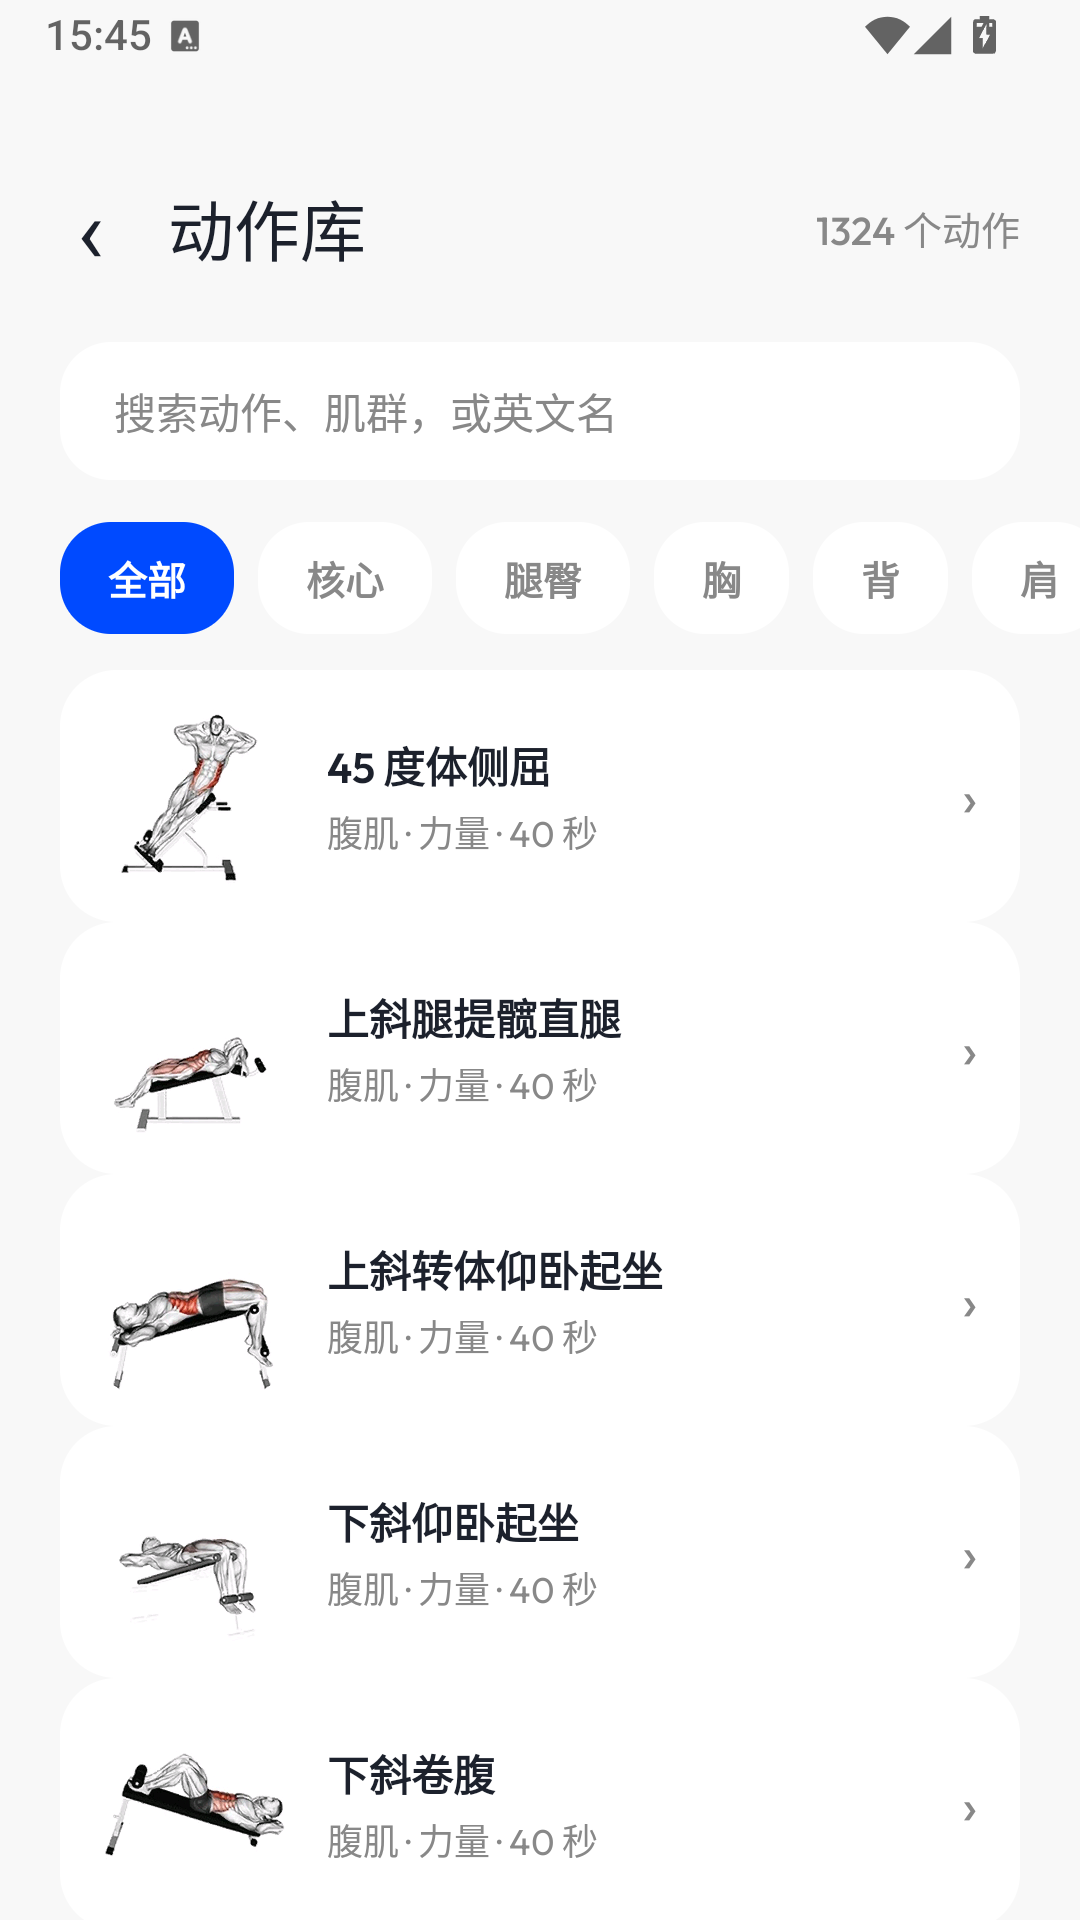 15:45
动作库
1324 个动作
搜索动作、肌群，或英文名
全部
核心
腿臀
胸
背
肩
45 度体侧屈
腹肌 · 力量 · 40 秒
上斜腿提髋直腿
腹肌 · 力量 · 40 秒
上斜转体仰卧起坐
腹肌 · 力量 · 40 秒
下斜仰卧起坐
腹肌 · 力量 · 40 秒
下斜卷腹
腹肌 · 力量 · 40 秒